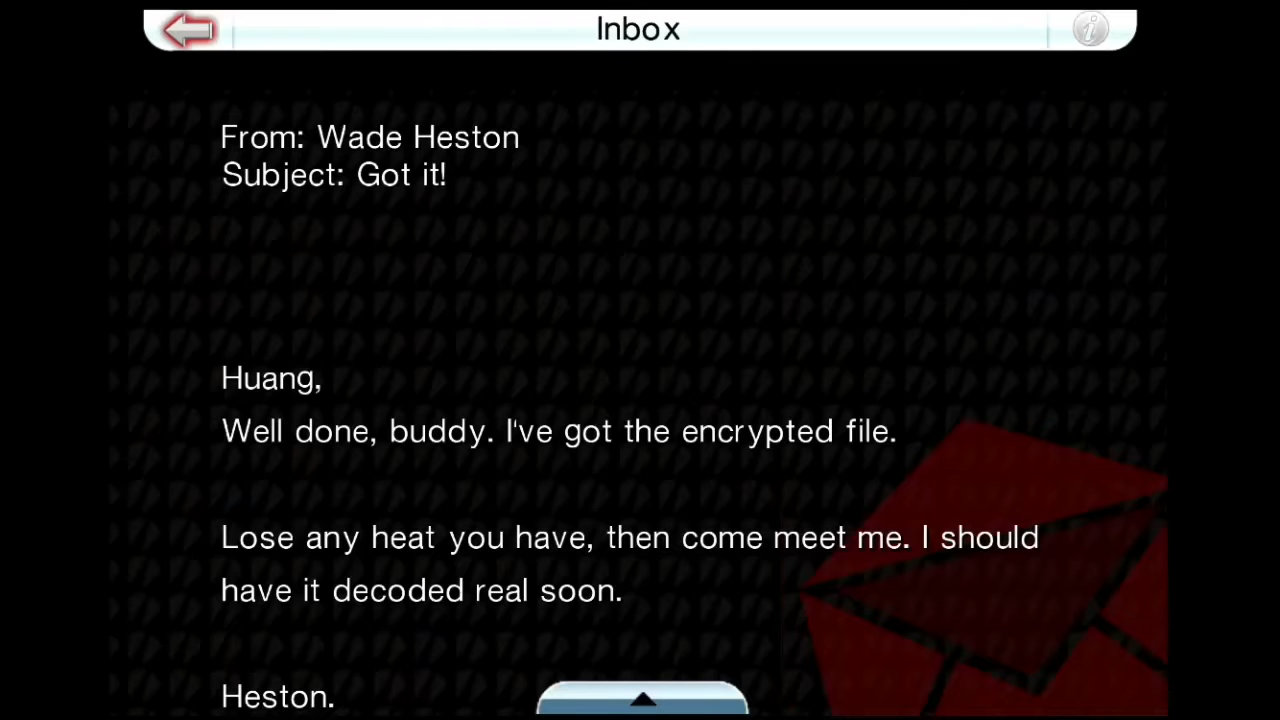 Inbox
From: Wade Heston
Subject: Got it!
Huang,
Well done, buddy. I've got the encrypted file.
Lose any heat you have, then come meet me. I should
have it decoded real soon.
Heston.